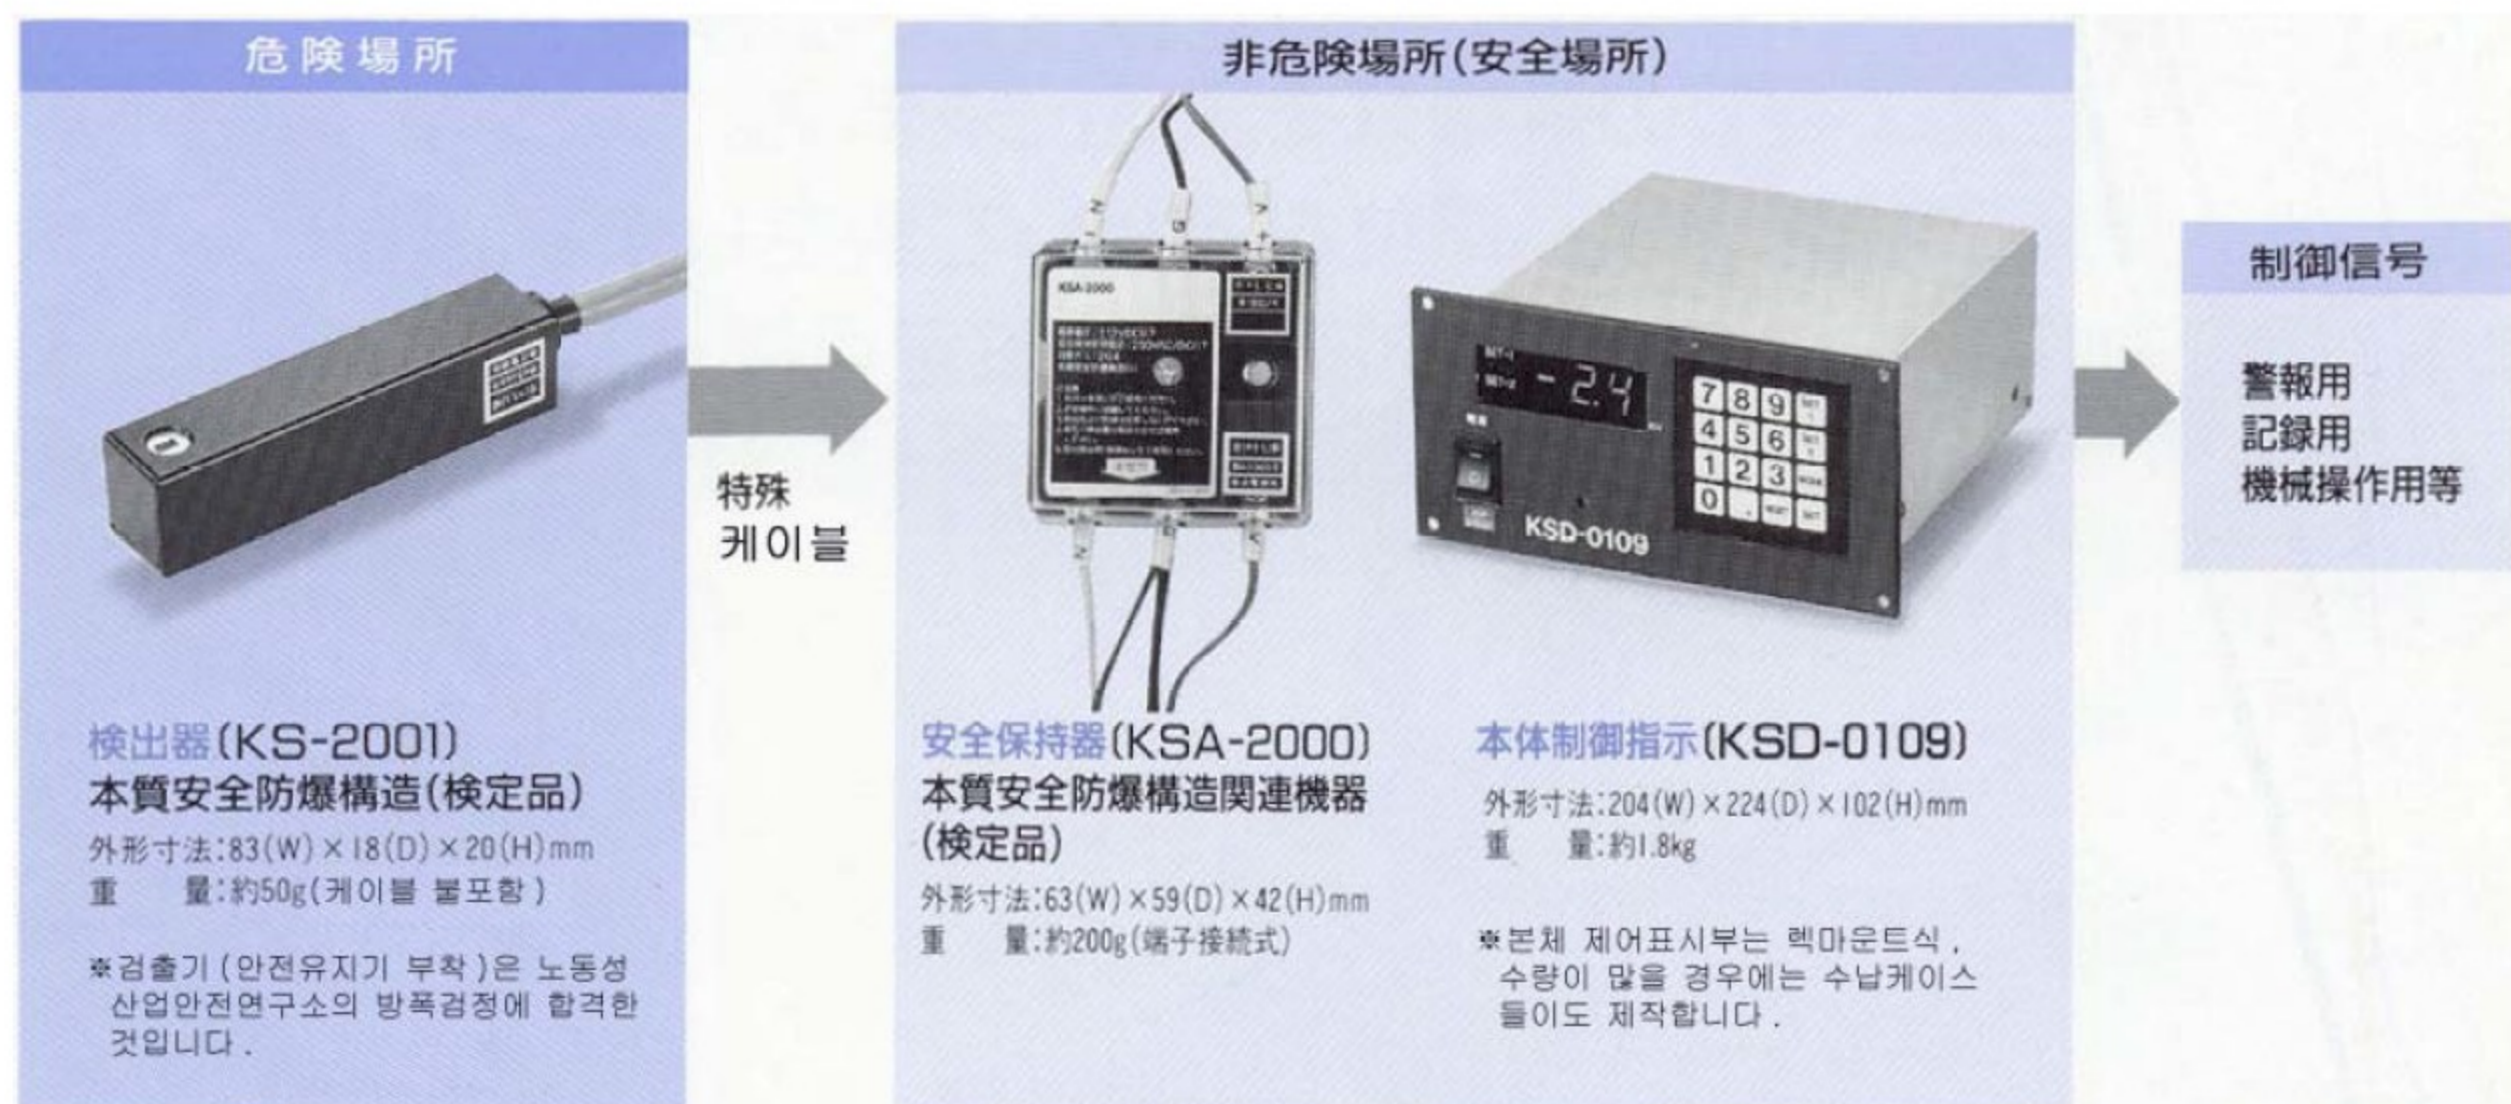 危険場所
非危険場所(安全場所)
KSA-2000
-2.4
7 8 9
4 5 6
1 2 3
0 .
KSD-0109
特殊
케이블
制御信号
警報用
記録用
機械操作用等
検出器(KS-2001)
本質安全防爆構造(検定品)
外形寸法:83(W)×18(D)×20(H)mm
重 量:約50g(케이블 불포함)
※검출기(안전유지기 부착)은 노동성
산업안전연구소의 방폭검정에 합격한
것입니다.
安全保持器(KSA-2000)
本質安全防爆構造関連機器
(検定品)
外形寸法:63(W)×59(D)×42(H)mm
重 量:約200g(端子接続式)
本体制御指示(KSD-0109)
外形寸法:204(W)×224(D)×102(H)mm
重 量:約1.8kg
※본체 제어표시부는 렉마운트식,
수량이 많을 경우에는 수납케이스
들이도 제작합니다.